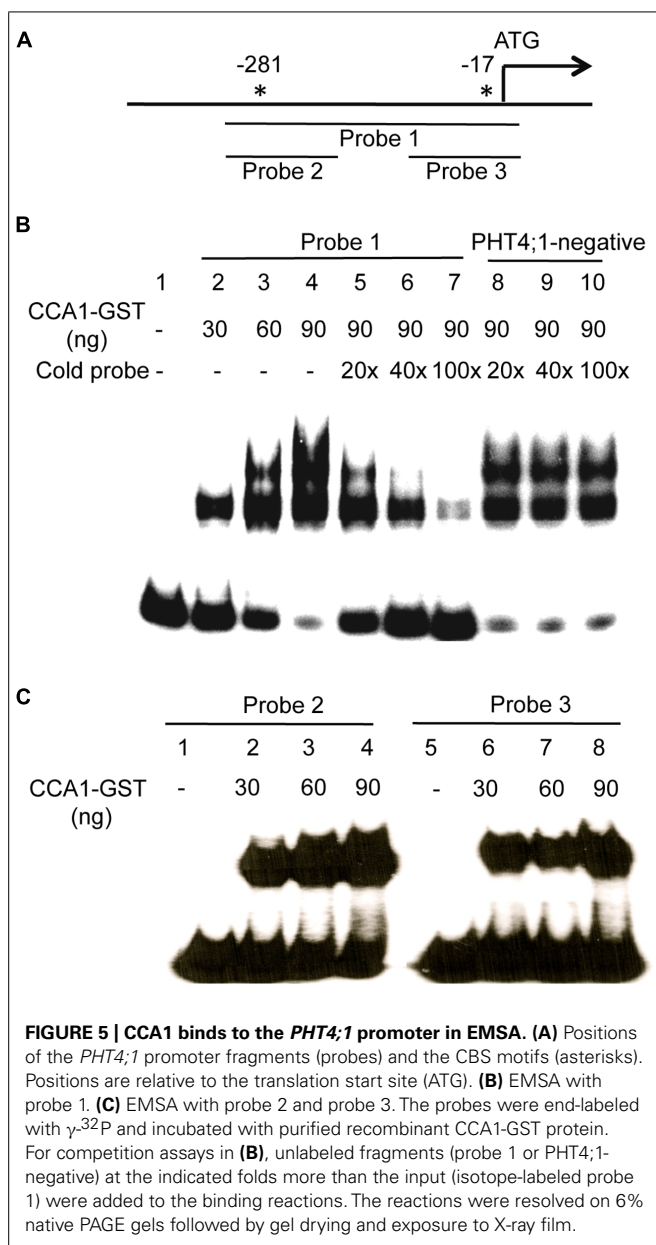 A
ATG
-281
-17
*
*
Probe 1
Probe 2
Probe 3
B
Probe 1
PHT4;1-negative
1 2 3 4 5 6 7 8 9 10
CCA1-GST
(ng)
- 30 60 90 90 90 90 90 90 90
Cold probe - - - - 20x 40x 100x 20x 40x 100x
C
Probe 2
Probe 3
1 2 3 4 5 6 7 8
CCA1-GST
(ng)
- 30 60 90 - 30 60 90
FIGURE 5 | CCA1 binds to the PHT4;1 promoter in EMSA. (A) Positions
of the PHT4;1 promoter fragments (probes) and the CBS motifs (asterisks).
Positions are relative to the translation start site (ATG). (B) EMSA with
probe 1. (C) EMSA with probe 2 and probe 3. The probes were end-labeled
with γ-³²P and incubated with purified recombinant CCA1-GST protein.
For competition assays in (B), unlabeled fragments (probe 1 or PHT4;1-
negative) at the indicated folds more than the input (isotope-labeled probe
1) were added to the binding reactions. The reactions were resolved on 6%
native PAGE gels followed by gel drying and exposure to X-ray film.